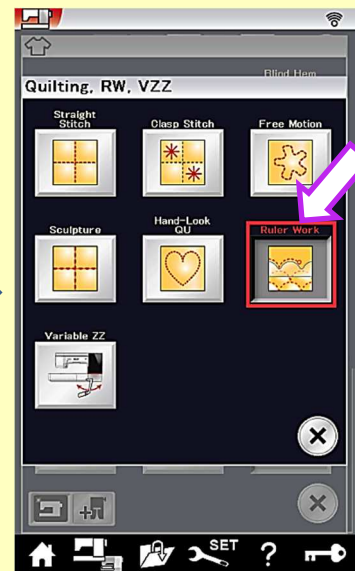 Blind Hem
Quilting, RW, VZZ
Straight
Stitch
Clasp Stitch
Free Motion
Sculpture
Hand-Look
QU
Ruler Work
Variable ZZ
SET
?